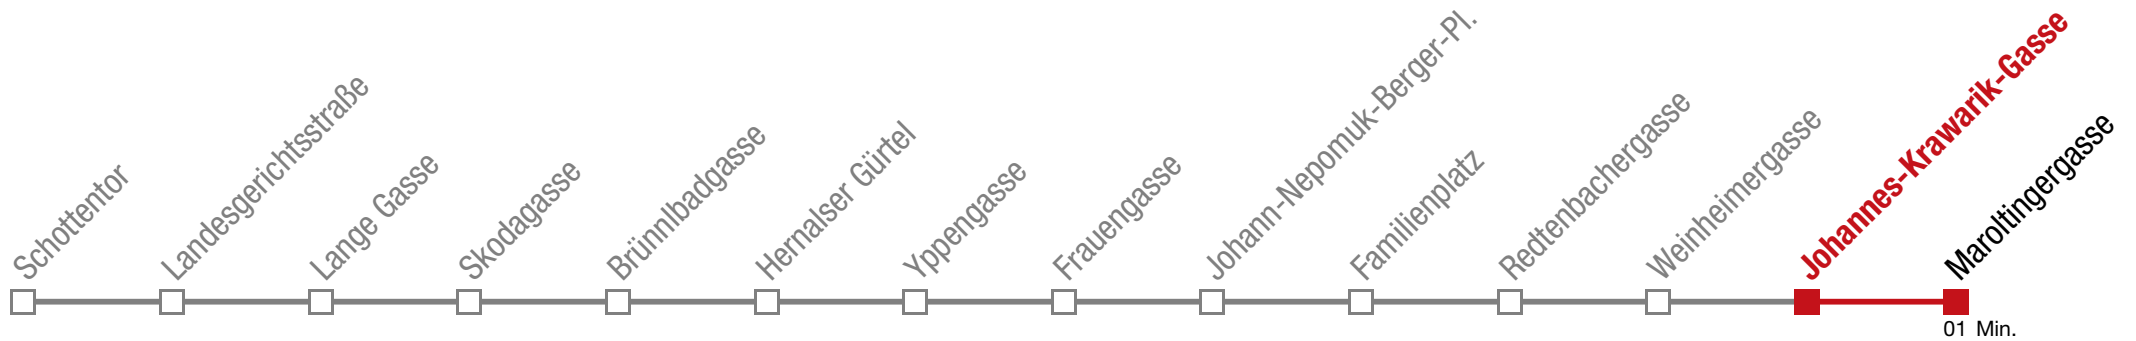 Schottentor
Landesgerichtsstraße
Lange Gasse
Skodagasse
Brünnlbadgasse
Hernalser Gürtel
Yppengasse
Frauengasse
Johann-Nepomuk-Berger-Pl.
Familienplatz
Redtenbachergasse
Weinheimergasse
Johannes-Krawarik-Gasse
Maroltingergasse
01 Min.